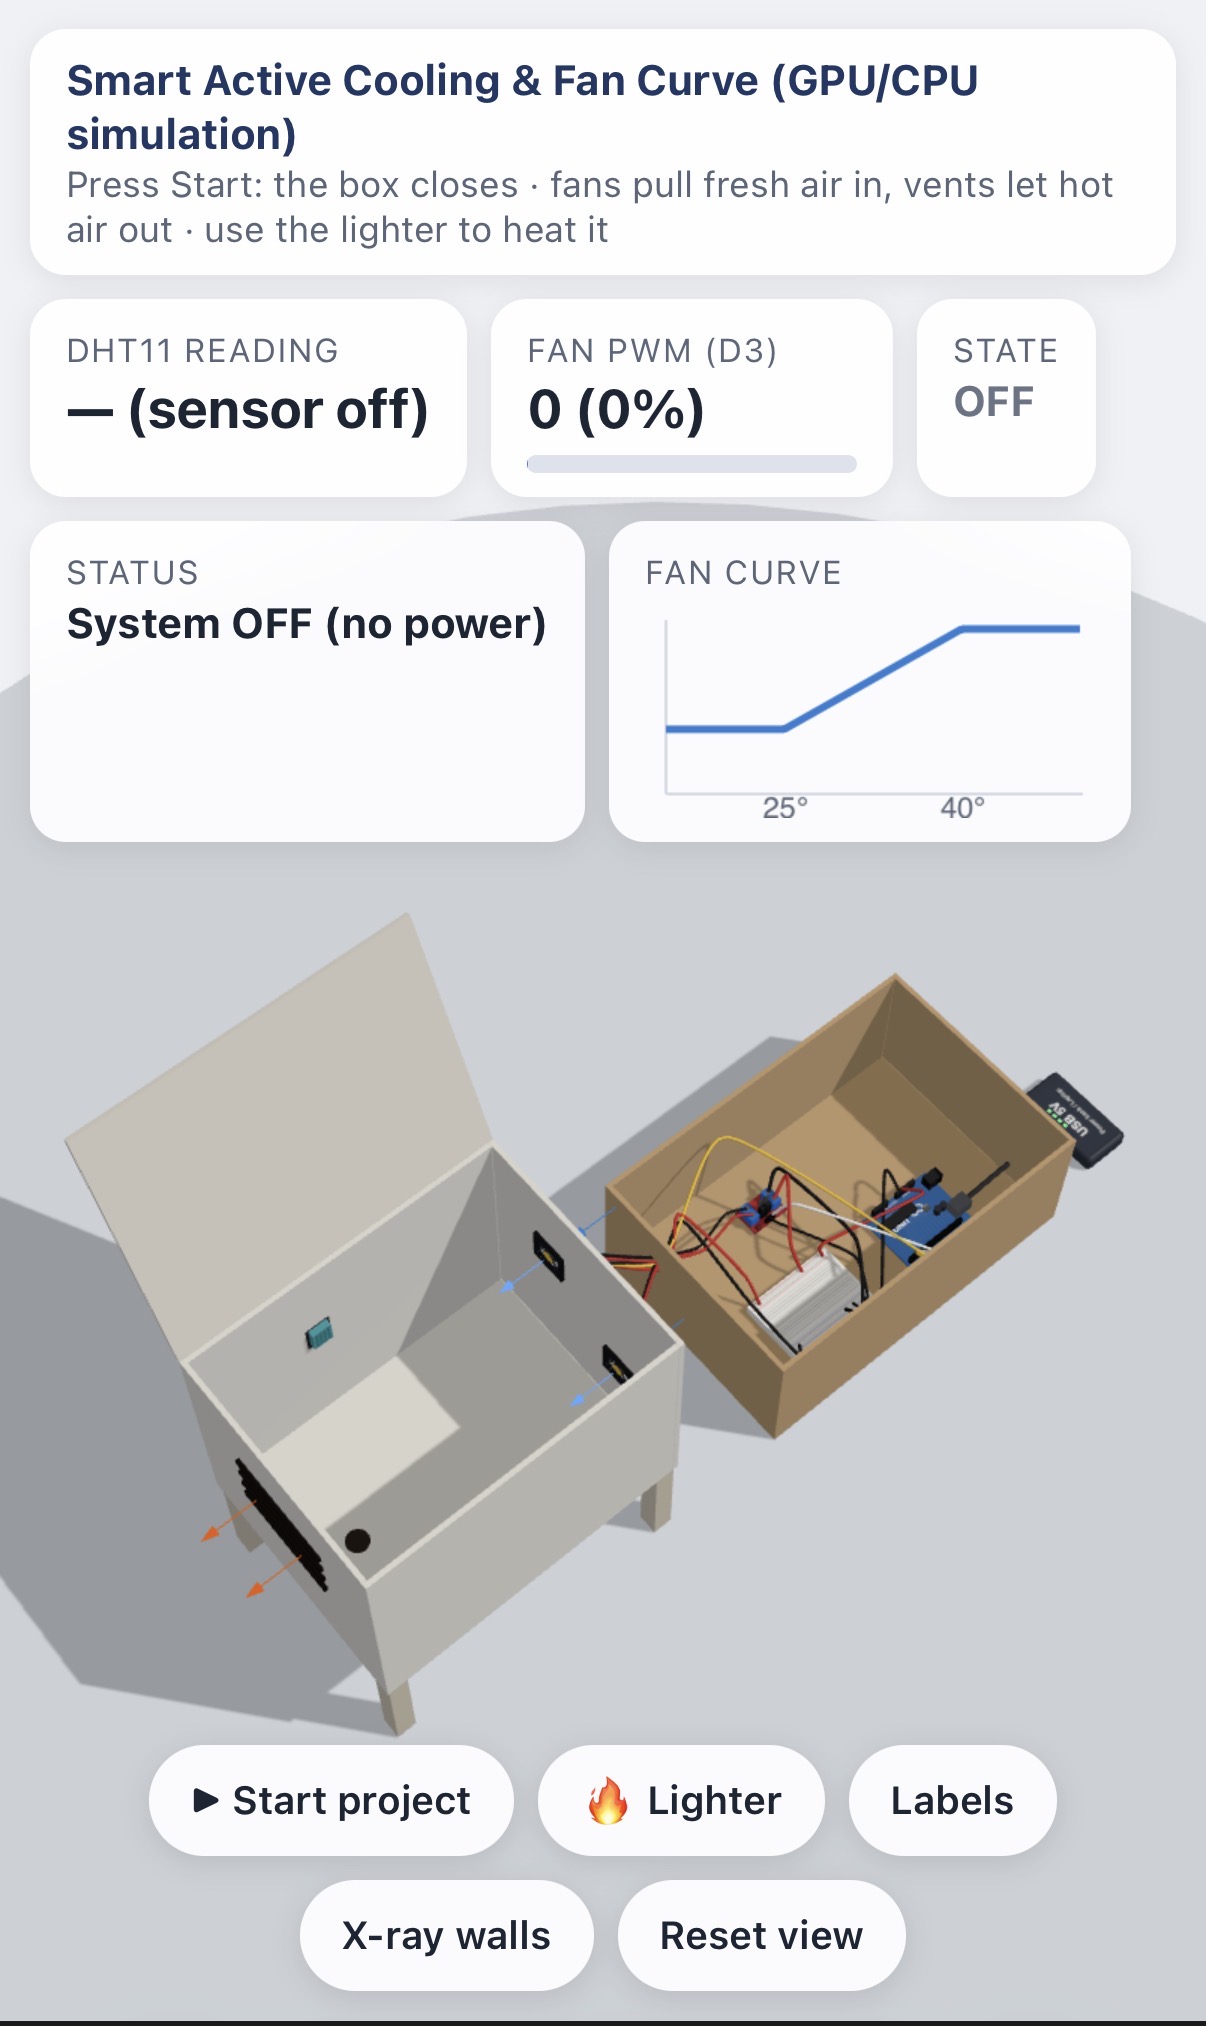 Smart Active Cooling & Fan Curve (GPU/CPU
simulation)
Press Start: the box closes · fans pull fresh air in, vents let hot
air out · use the lighter to heat it
DHT11 READING
— (sensor off)
FAN PWM (D3)
0 (0%)
STATE
OFF
STATUS
System OFF (no power)
FAN CURVE
25°
40°
USB 5V
▶ Start project
🔥 Lighter
Labels
X-ray walls
Reset view